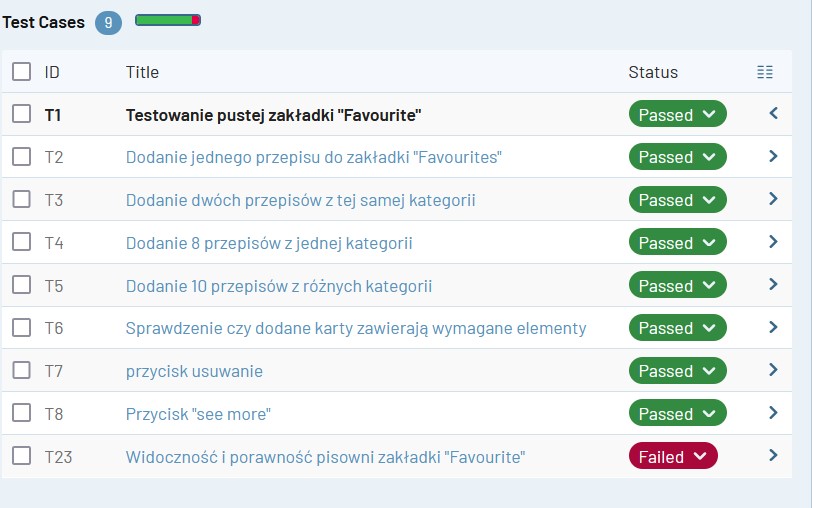 Test Cases 9
ID Title Status
T1 Testowanie pustej zakładki "Favourite" Passed
T2 Dodanie jednego przepisu do zakładki "Favourites" Passed
T3 Dodanie dwóch przepisów z tej samej kategorii Passed
T4 Dodanie 8 przepisów z jednej kategorii Passed
T5 Dodanie 10 przepisów z różnych kategorii Passed
T6 Sprawdzenie czy dodane karty zawierają wymagane elementy Passed
T7 przycisk usuwanie Passed
T8 Przycisk "see more" Passed
T23 Widoczność i porawność pisowni zakładki "Favourite" Failed